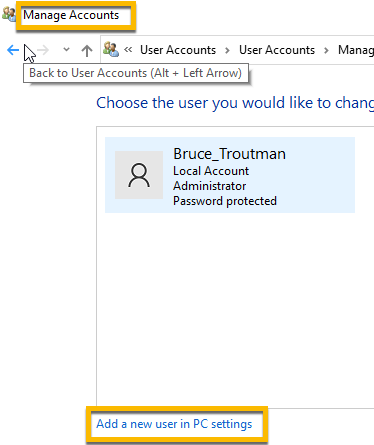 Manage Accounts
« User Accounts > User Accounts > Manag
Back to User Accounts (Alt + Left Arrow)
Choose the user you would like to chang
Bruce_Troutman
Local Account
Administrator
Password protected
Add a new user in PC settings